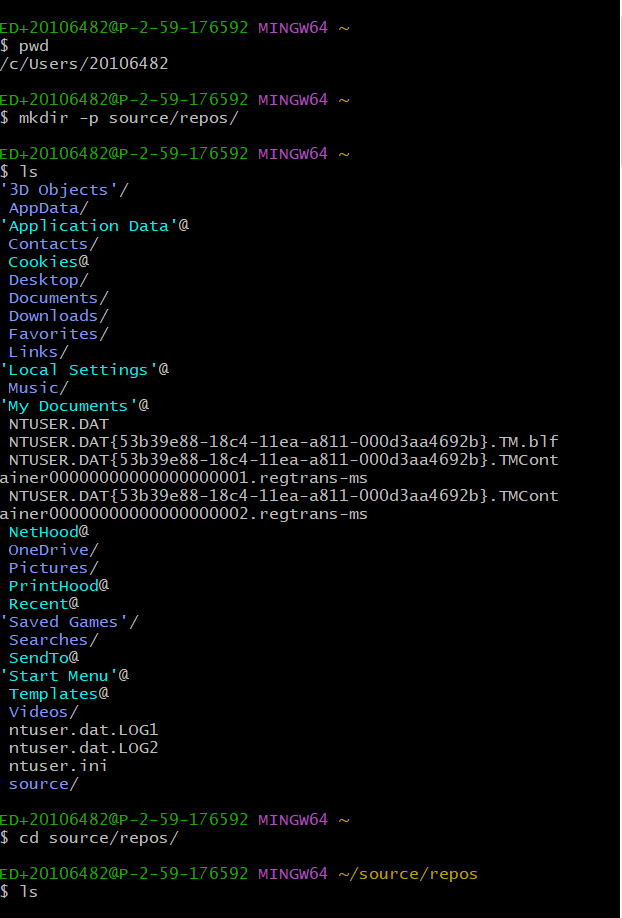 ED+20106482@P-2-59-176592 MINGW64 ~
$ pwd
/c/Users/20106482
ED+20106482@P-2-59-176592 MINGW64 ~
$ mkdir -p source/repos/
ED+20106482@P-2-59-176592 MINGW64 ~
$ ls
'3D Objects'/
AppData/
'Application Data'@
Contacts/
Cookies@
Desktop/
Documents/
Downloads/
Favorites/
Links/
'Local Settings'@
Music/
'My Documents'@
NTUSER.DAT
NTUSER.DAT{53b39e88-18c4-11ea-a811-000d3aa4692b}.TM.blf
NTUSER.DAT{53b39e88-18c4-11ea-a811-000d3aa4692b}.TMCont
ainer00000000000000000001.regtrans-ms
NTUSER.DAT{53b39e88-18c4-11ea-a811-000d3aa4692b}.TMCont
ainer00000000000000000002.regtrans-ms
NetHood@
OneDrive/
Pictures/
PrintHood@
Recent@
'Saved Games'/
Searches/
SendTo@
'Start Menu'@
Templates@
Videos/
ntuser.dat.LOG1
ntuser.dat.LOG2
ntuser.ini
source/
ED+20106482@P-2-59-176592 MINGW64 ~
$ cd source/repos/
ED+20106482@P-2-59-176592 MINGW64 ~/source/repos
$ ls